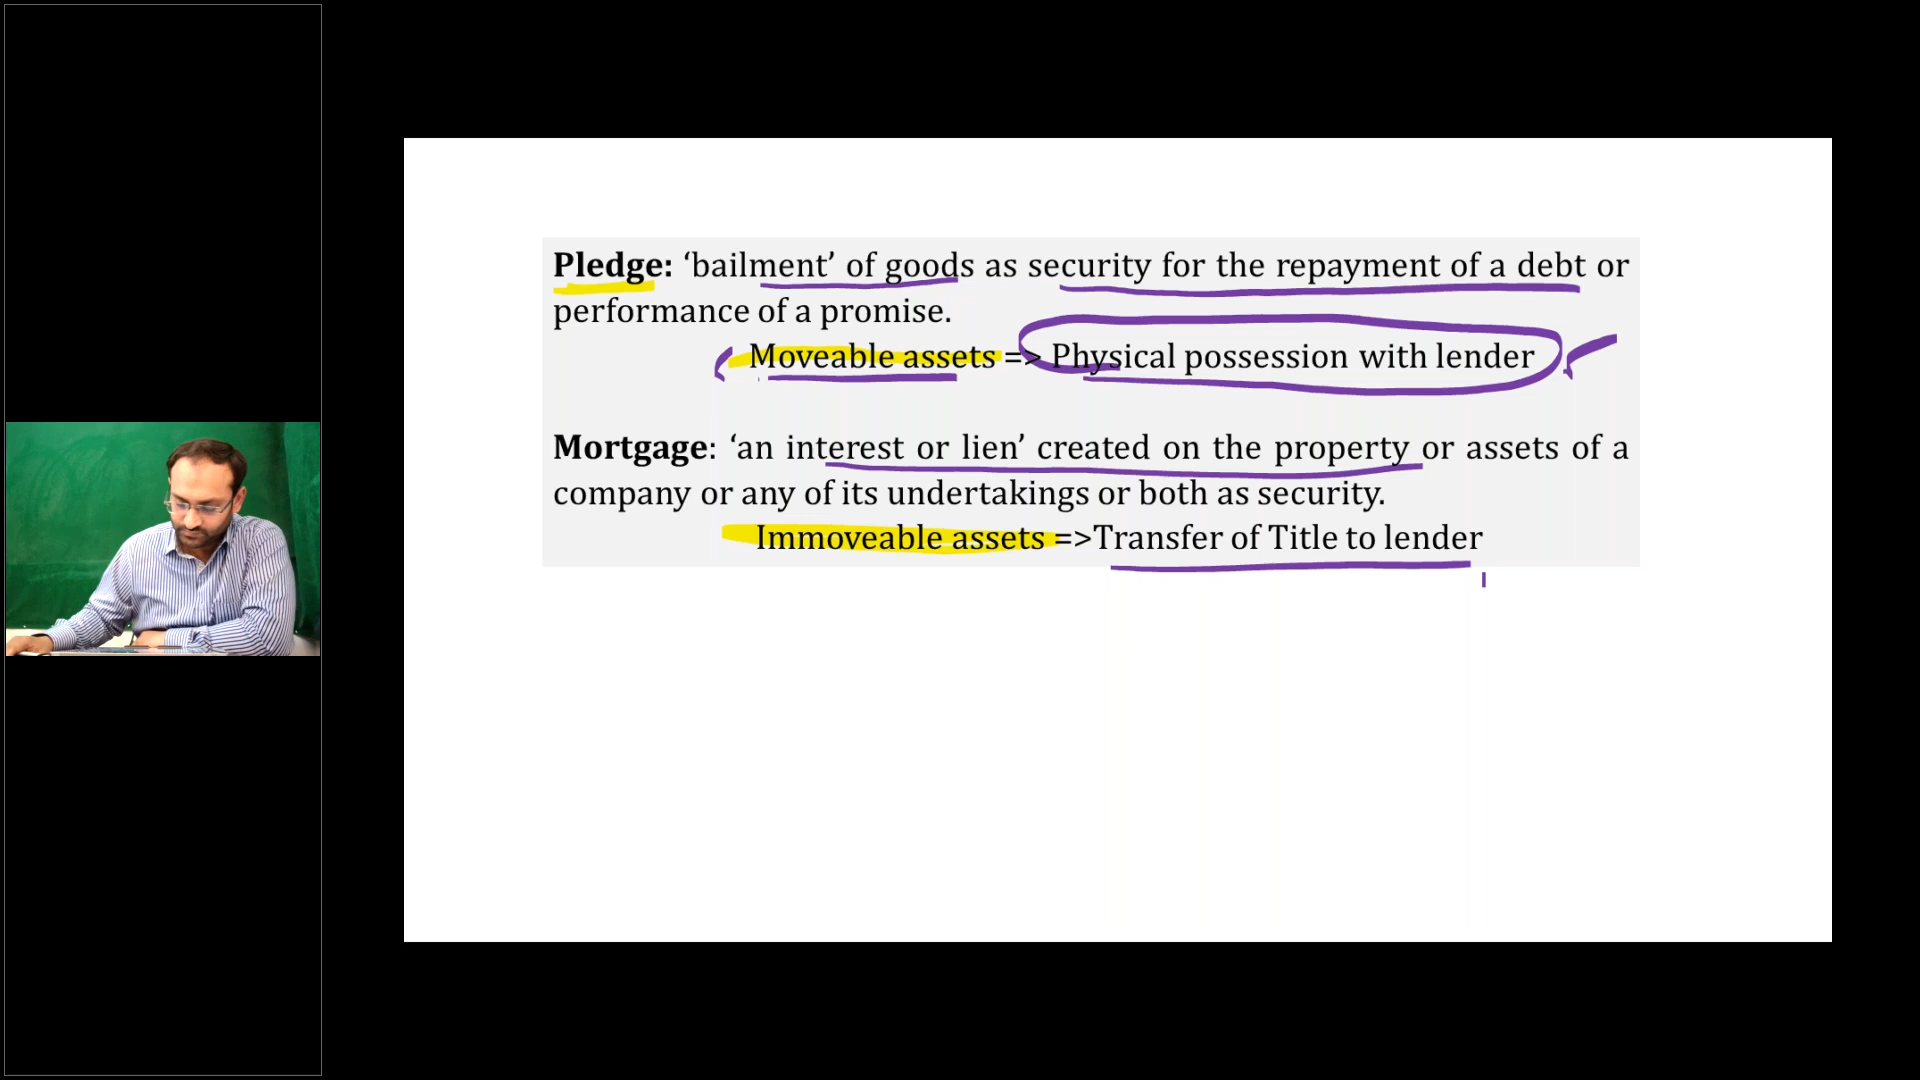 Pledge: ‘bailment’ of goods as security for the repayment of a debt or
performance of a promise.
Moveable assets => Physical possession with lender
Mortgage: ‘an interest or lien’ created on the property or assets of a
company or any of its undertakings or both as security.
Immoveable assets =>Transfer of Title to lender